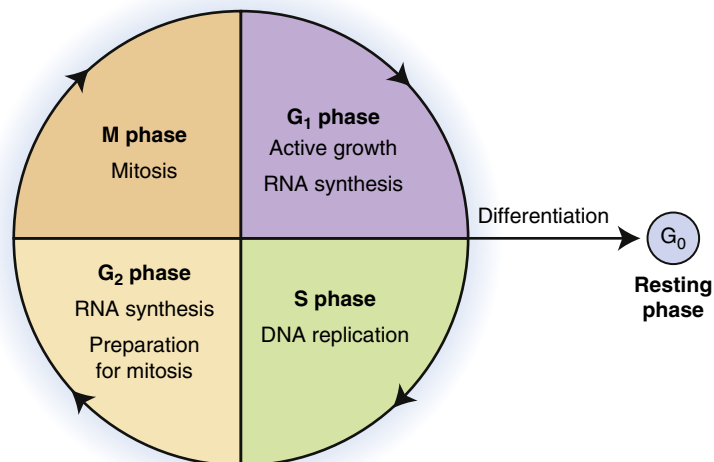 M phase
Mitosis
G₁ phase
Active growth
RNA synthesis
Differentiation
G₀
Resting
phase
G₂ phase
RNA synthesis
Preparation
for mitosis
S phase
DNA replication